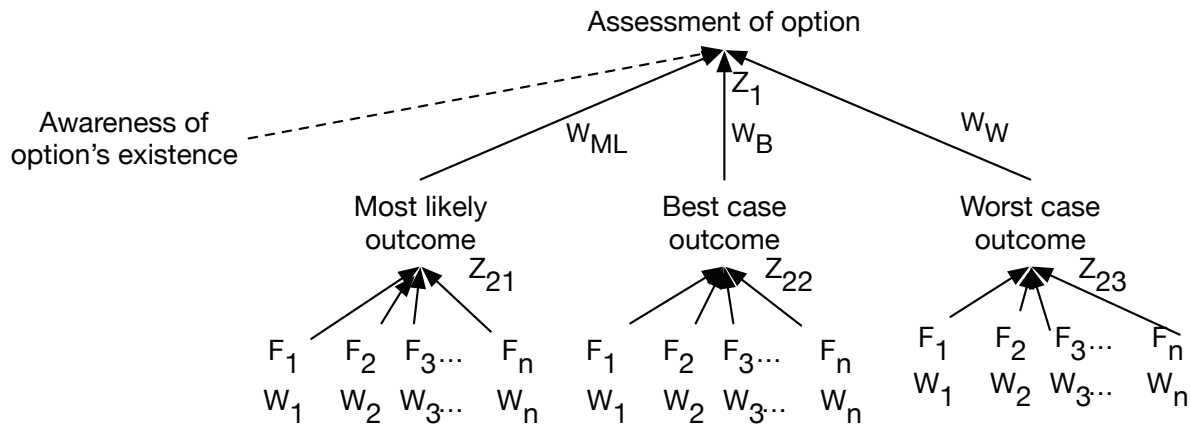 Assessment of option
Z1
Awareness of
option's existence
WML
WB
WW
Most likely
outcome
Best case
outcome
Worst case
outcome
Z21
Z22
Z23
F1 F2 F3... Fn
W1 W2 W3... Wn
F1 F2 F3... Fn
W1 W2 W3... Wn
F1 F2 F3... Fn
W1 W2 W3... Wn